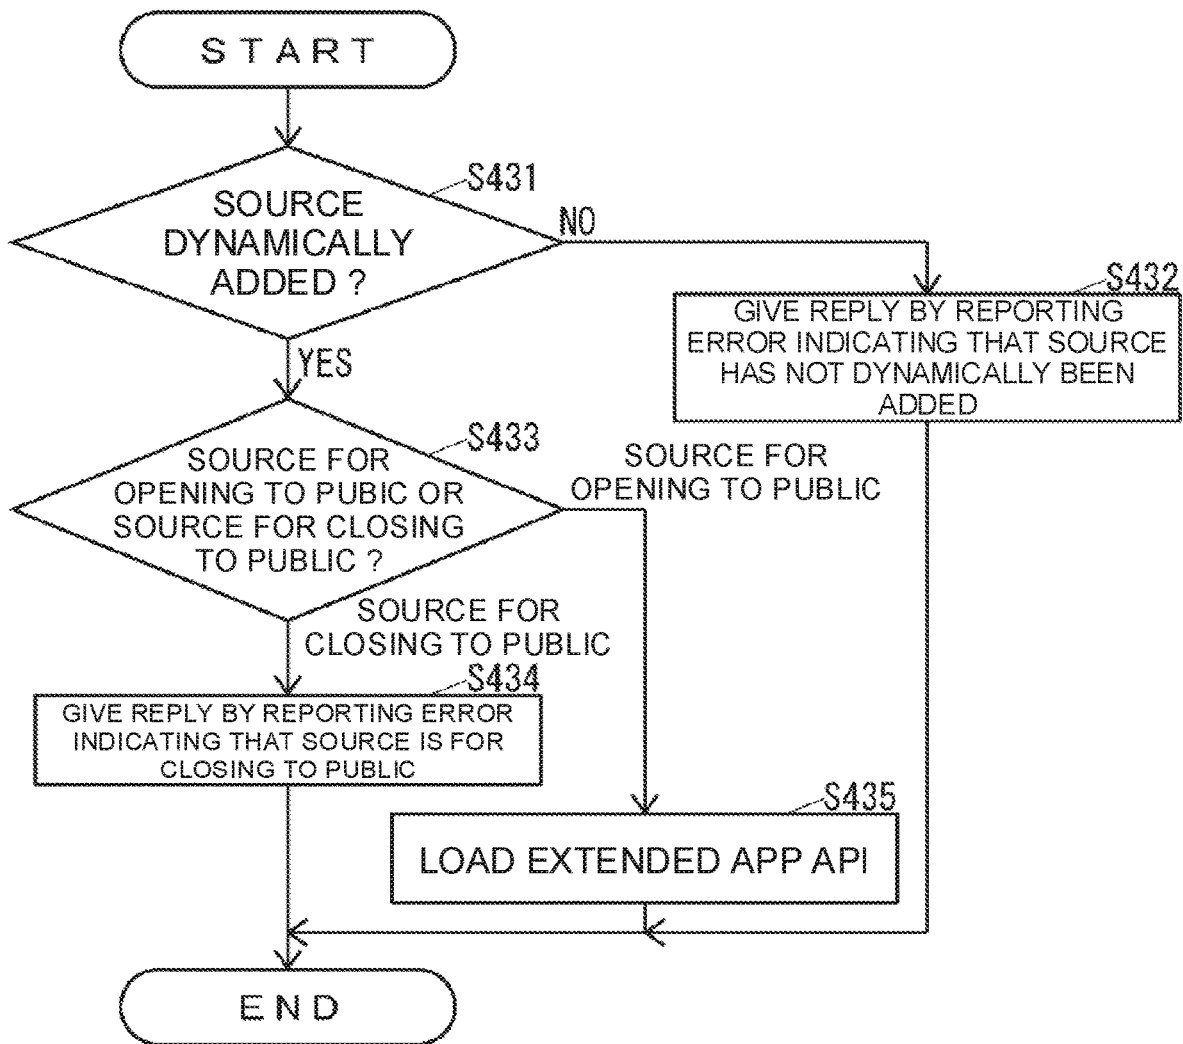 START
S431
SOURCE
DYNAMICALLY
ADDED ?
NO
YES
S432
GIVE REPLY BY REPORTING
ERROR INDICATING THAT SOURCE
HAS NOT DYNAMICALLY BEEN
ADDED
S433
SOURCE FOR
OPENING TO PUBIC OR
SOURCE FOR CLOSING
TO PUBLIC ?
SOURCE FOR
OPENING TO PUBLIC
SOURCE FOR
CLOSING TO PUBLIC
S434
GIVE REPLY BY REPORTING ERROR
INDICATING THAT SOURCE IS FOR
CLOSING TO PUBLIC
S435
LOAD EXTENDED APP API
END